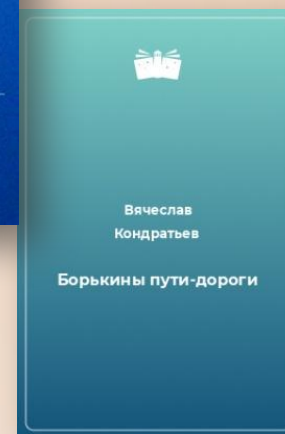 Вячеслав
Кондратьев
Борькины пути-дороги